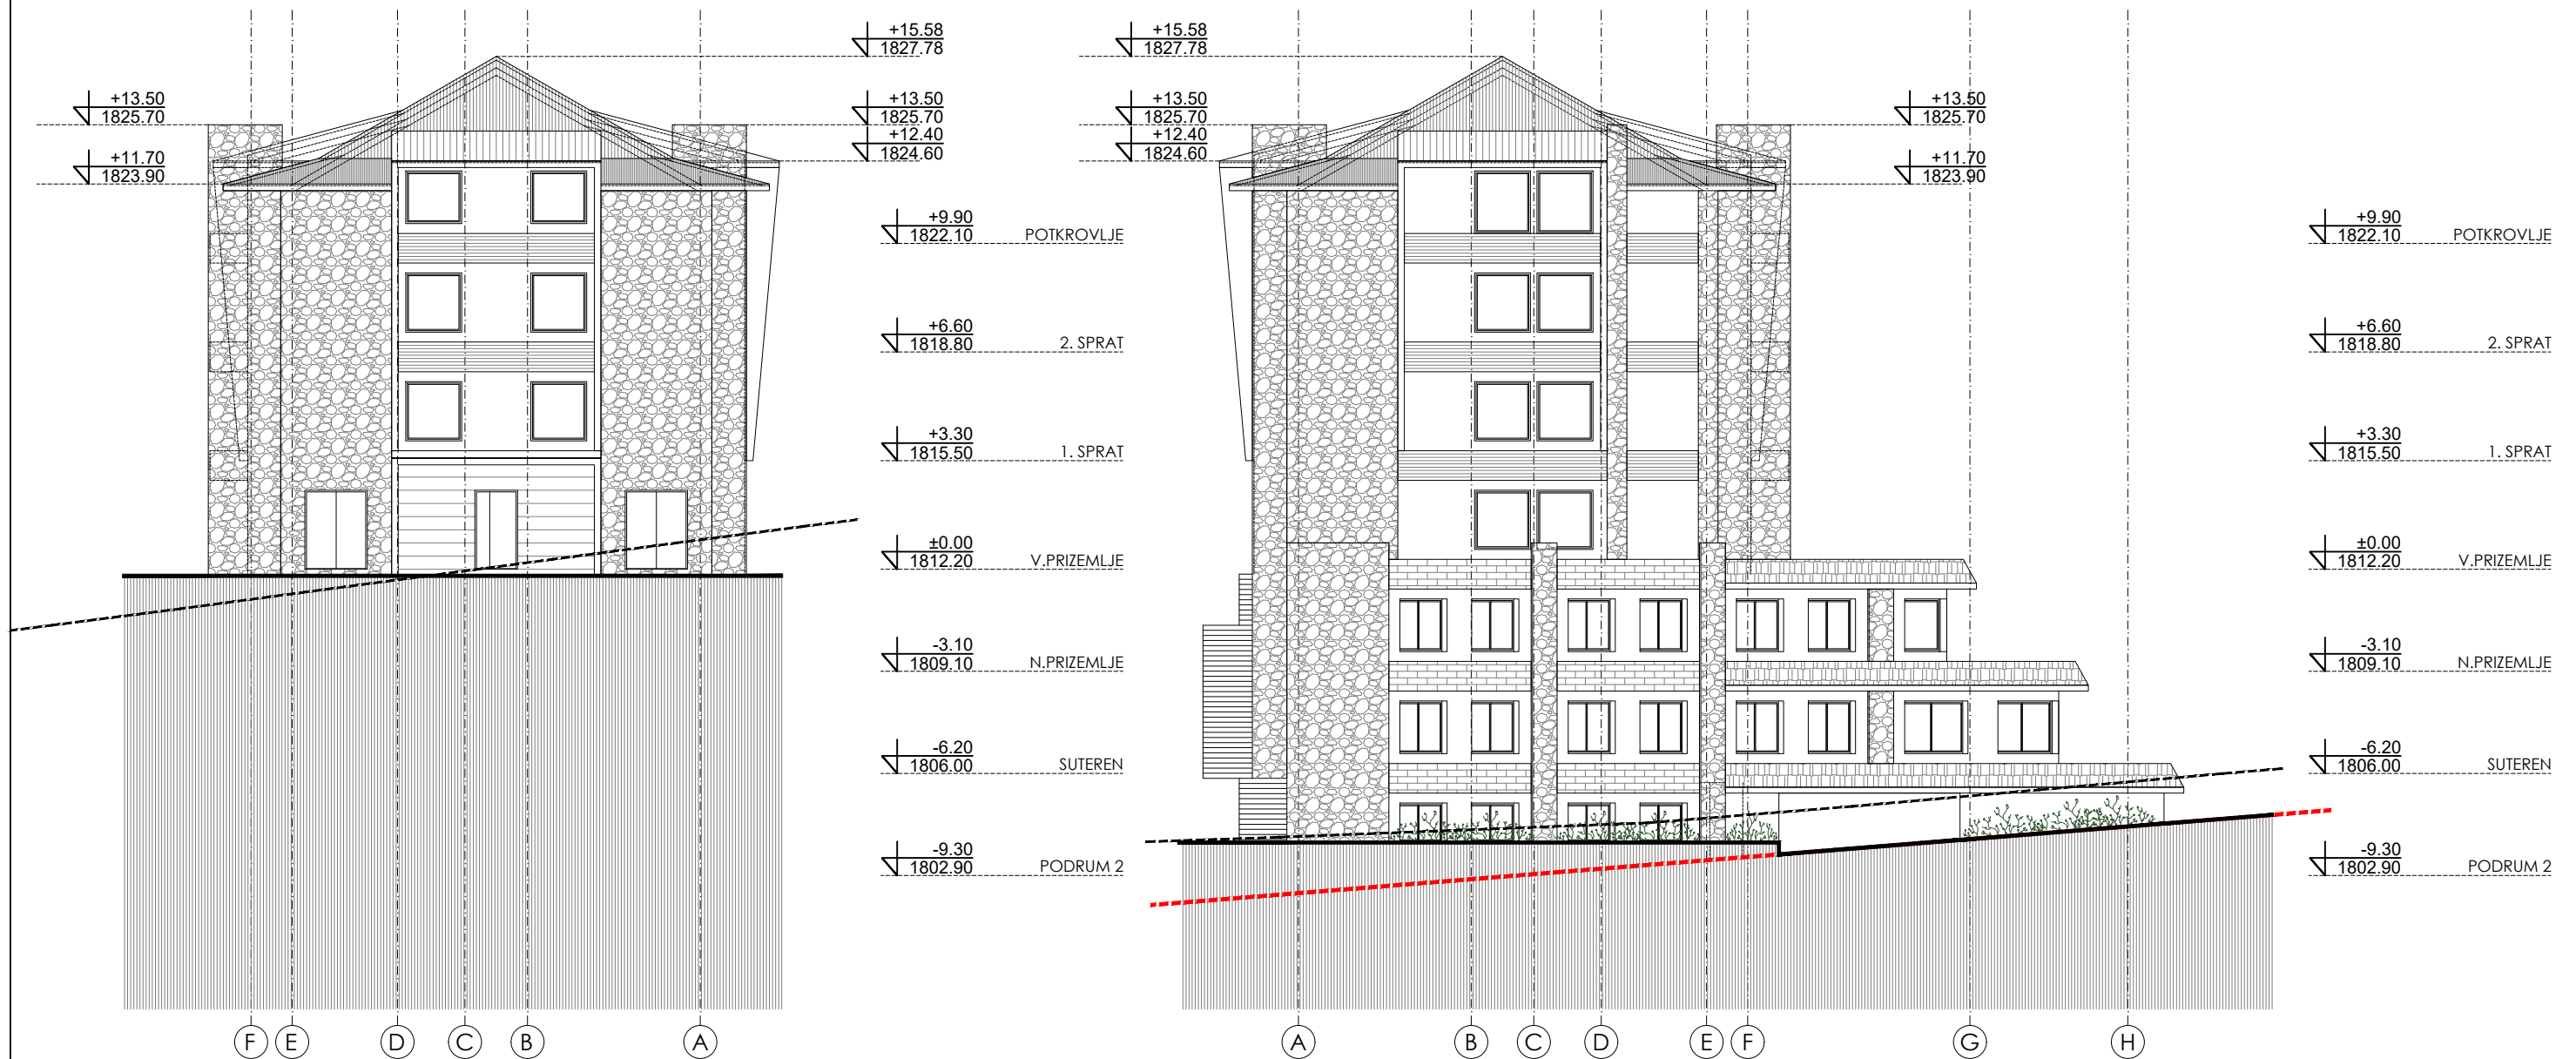 +15.58
1827.78
+13.50
1825.70
+11.70
1823.90
+13.50
1825.70
+12.40
1824.60
+9.90
1822.10 POTKROVLJE
+6.60
1818.80 2. SPRAT
+3.30
1815.50 1. SPRAT
±0.00
1812.20 V.PRIZEMLJE
-3.10
1809.10 N.PRIZEMLJE
-6.20
1806.00 SUTEREN
-9.30
1802.90 PODRUM 2
F E D C B A
+15.58
1827.78
+13.50
1825.70
+12.40
1824.60
+13.50
1825.70
+11.70
1823.90
+9.90
1822.10 POTKROVLJE
+6.60
1818.80 2. SPRAT
+3.30
1815.50 1. SPRAT
±0.00
1812.20 V.PRIZEMLJE
-3.10
1809.10 N.PRIZEMLJE
-6.20
1806.00 SUTEREN
-9.30
1802.90 PODRUM 2
A B C D E F G H